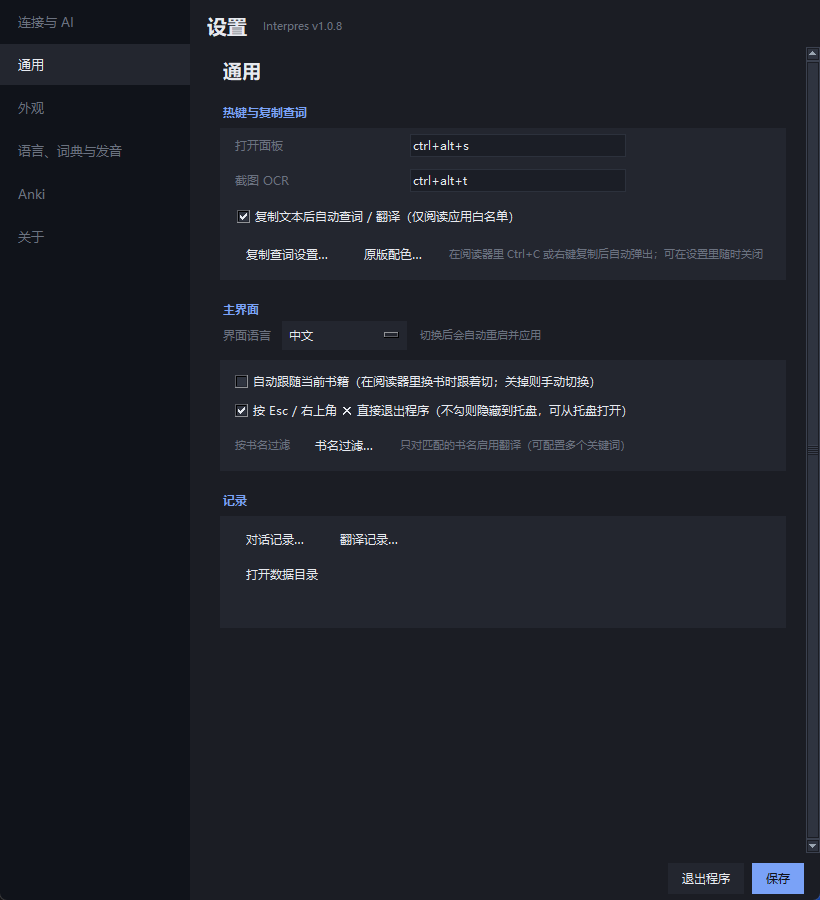 连接与 AI
通用
外观
语言、词典与发音
Anki
关于
设置 Interpres v1.0.8
通用
热键与复制查词
打开面板 ctrl+alt+s
截图 OCR ctrl+alt+t
复制文本后自动查词 / 翻译（仅阅读应用白名单）
复制查词设置... 原版配色... 在阅读器里 Ctrl+C 或右键复制后自动弹出；可在设置里随时关闭
主界面
界面语言 中文 切换后会自动重启并应用
自动跟随当前书籍（在阅读器里换书时跟着切；关掉则手动切换）
按 Esc / 右上角 ✕ 直接退出程序（不勾则隐藏到托盘，可从托盘打开）
按书名过滤 书名过滤... 只对匹配的书名启用翻译（可配置多个关键词）
记录
对话记录... 翻译记录...
打开数据目录
退出程序 保存